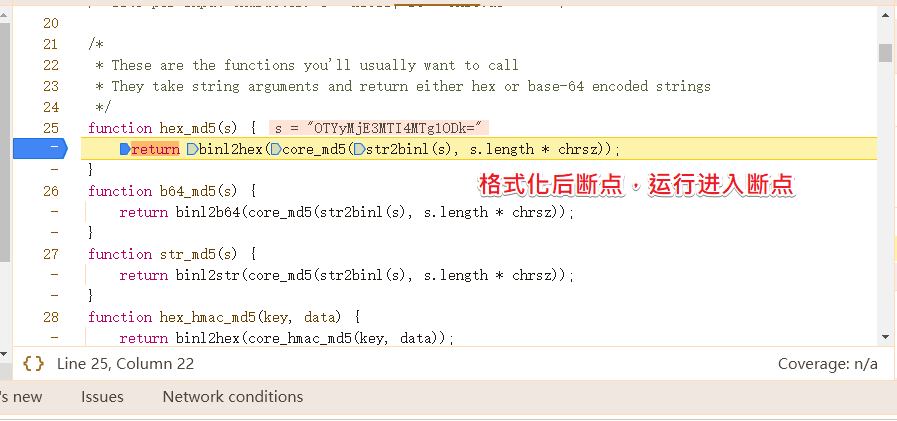 20
21 /*
22 * These are the functions you'll usually want to call
23 * They take string arguments and return either hex or base-64 encoded strings
24 */
25 function hex_md5(s) { s = "OTYyMjE3MTI4MTg1ODk="
- return binl2hex(core_md5(str2binl(s), s.length * chrsz));
- }
格式化后断点，运行进入断点
26 function b64_md5(s) {
- return binl2b64(core_md5(str2binl(s), s.length * chrsz));
- }
27 function str_md5(s) {
- return binl2str(core_md5(str2binl(s), s.length * chrsz));
- }
28 function hex_hmac_md5(key, data) {
- return binl2hex(core_hmac_md5(key, data));
{} Line 25, Column 22 Coverage: n/a
's new Issues Network conditions